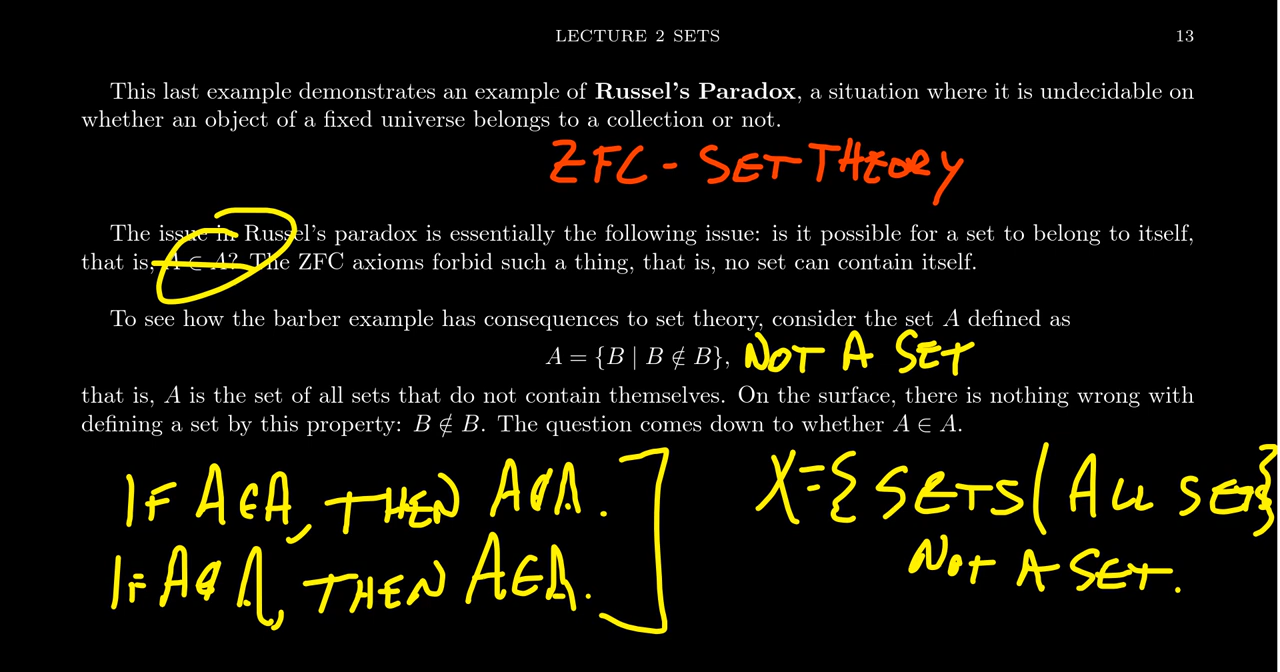 LECTURE 2 SETS 13
This last example demonstrates an example of Russel's Paradox, a situation where it is undecidable on
whether an object of a fixed universe belongs to a collection or not.
ZFC - SET THEORY
The issue in Russel's paradox is essentially the following issue: is it possible for a set to belong to itself,
that is, A ∈ A? The ZFC axioms forbid such a thing, that is, no set can contain itself.
To see how the barber example has consequences to set theory, consider the set A defined as
A = {B | B ∉ B}, NOT A SET
that is, A is the set of all sets that do not contain themselves. On the surface, there is nothing wrong with
defining a set by this property: B ∉ B. The question comes down to whether A ∈ A.
IF A∈A, THEN A∉A.
IF A∉A, THEN A∈A.
X={SETS | ALL SETS}
NOT A SET.